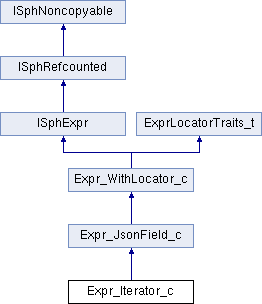 ISphNoncopyable
ISphRefcounted
ISphExpr
ExprLocatorTraits_t
Expr_WithLocator_c
Expr_JsonField_c
Expr_Iterator_c